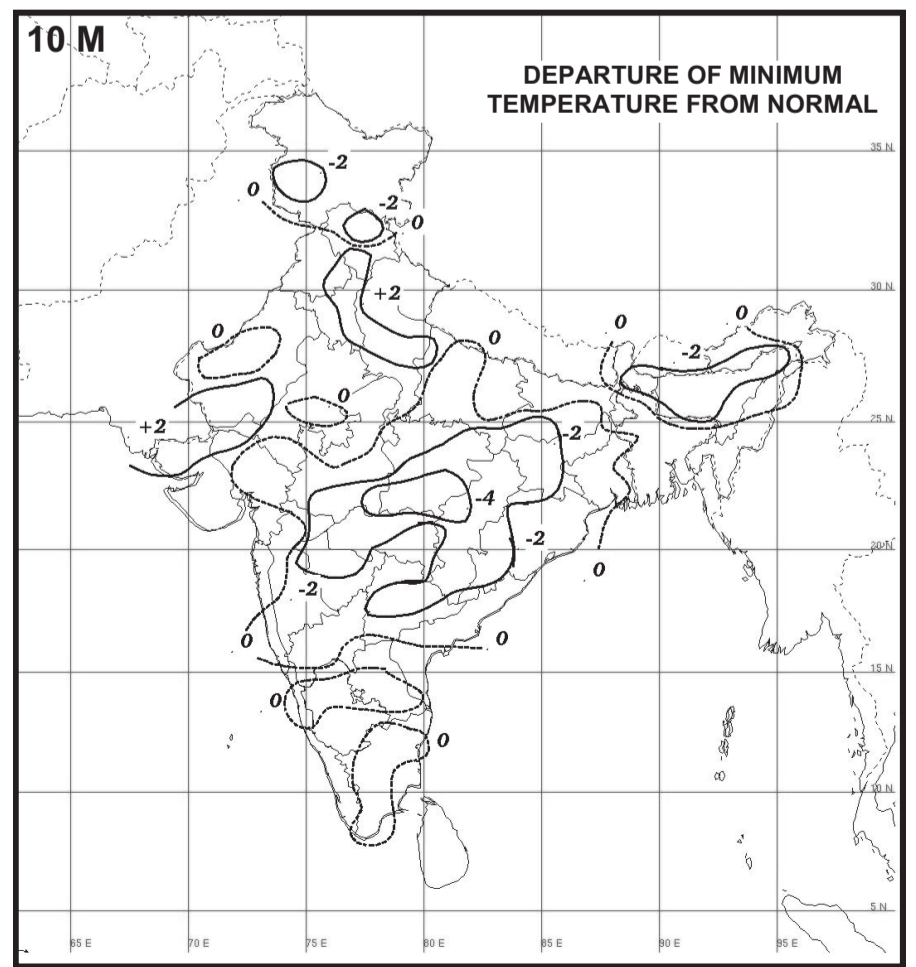 10 M
DEPARTURE OF MINIMUM
TEMPERATURE FROM NORMAL
35 N
-2
0
-2
0
30 N
+2
0
0
0
0
-2
0
+2
25 N
-2
-4
-2
20 N
0
-2
0
0
15 N
0
0
10 N
5 N
65 E
70 E
75 E
80 E
85 E
90 E
95 E